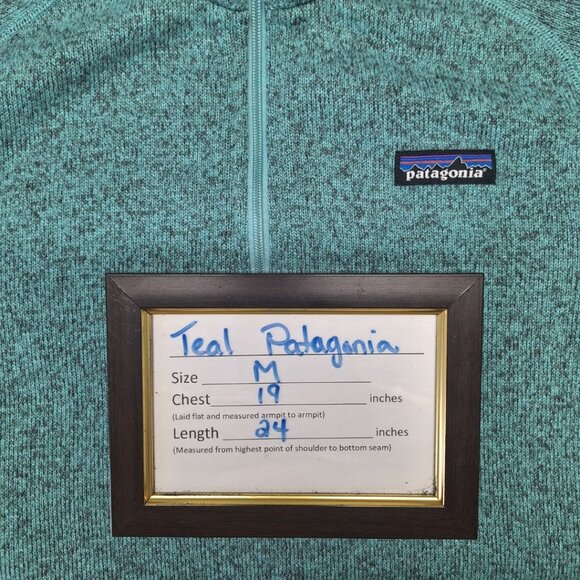 patagonia®
Teal Patagonia
Size M
Chest 19 inches
(Laid flat and measured armpit to armpit)
Length 24 inches
(Measured from highest point of shoulder to bottom seam)